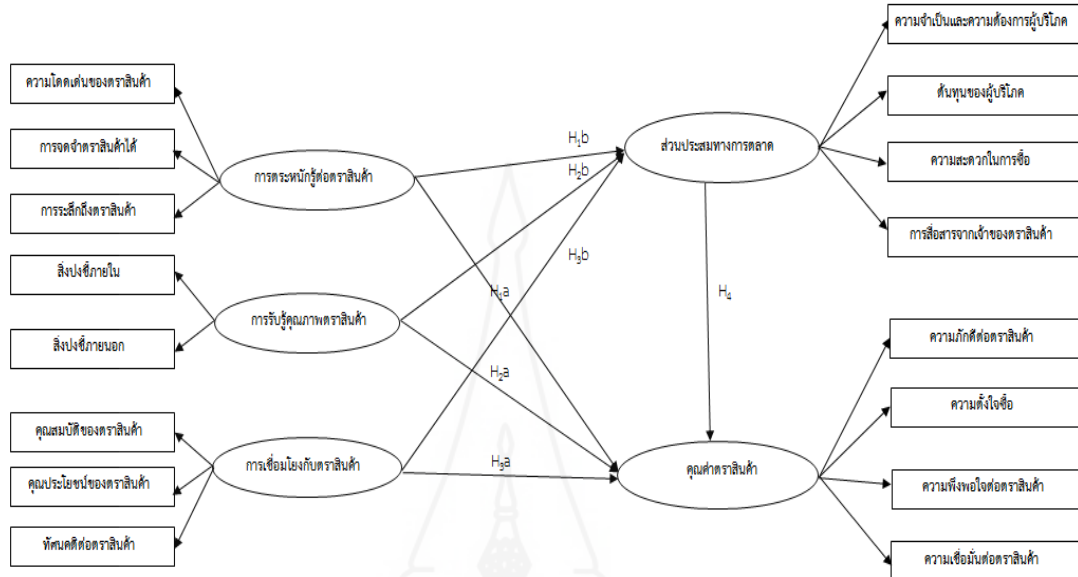 ความโดดเด่นของตราสินค้า
การจดจำตราสินค้าได้
การระลึกถึงตราสินค้า
สิ่งบ่งชี้ภายใน
สิ่งบ่งชี้ภายนอก
คุณสมบัติของตราสินค้า
คุณประโยชน์ของตราสินค้า
ทัศนคติต่อตราสินค้า
การตระหนักรู้ต่อตราสินค้า
การรับรู้คุณภาพตราสินค้า
การเชื่อมโยงกับตราสินค้า
H₁b
H₂b
H₃b
H₁a
H₂a
H₃a
ส่วนประสมทางการตลาด
H₄
คุณค่าตราสินค้า
ความจำเป็นและความต้องการผู้บริโภค
ต้นทุนของผู้บริโภค
ความสะดวกในการซื้อ
การสื่อสารจากเจ้าของตราสินค้า
ความภักดีต่อตราสินค้า
ความตั้งใจซื้อ
ความพึงพอใจต่อตราสินค้า
ความเชื่อมั่นต่อตราสินค้า